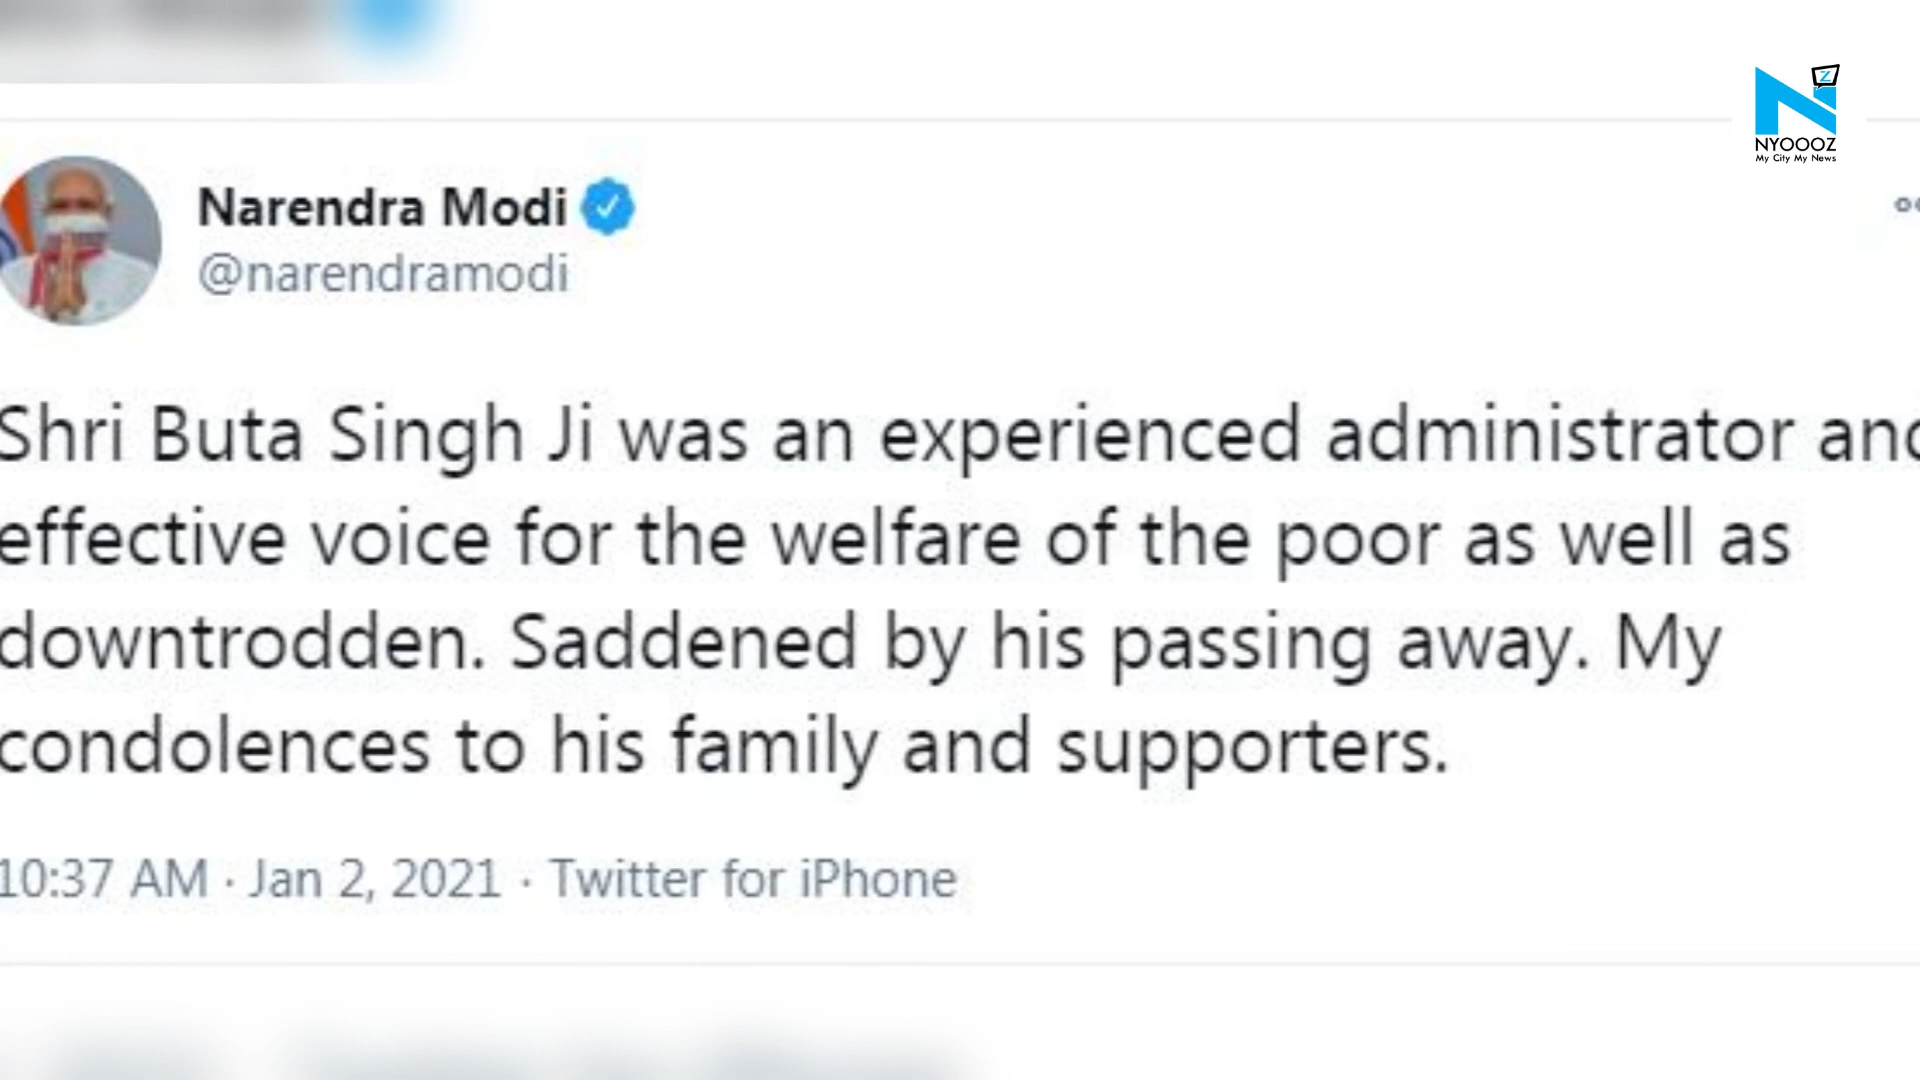 NYOOOZ
My City My News
Narendra Modi
@narendramodi
Shri Buta Singh Ji was an experienced administrator and
effective voice for the welfare of the poor as well as
downtrodden. Saddened by his passing away. My
condolences to his family and supporters.
10:37 AM · Jan 2, 2021 · Twitter for iPhone